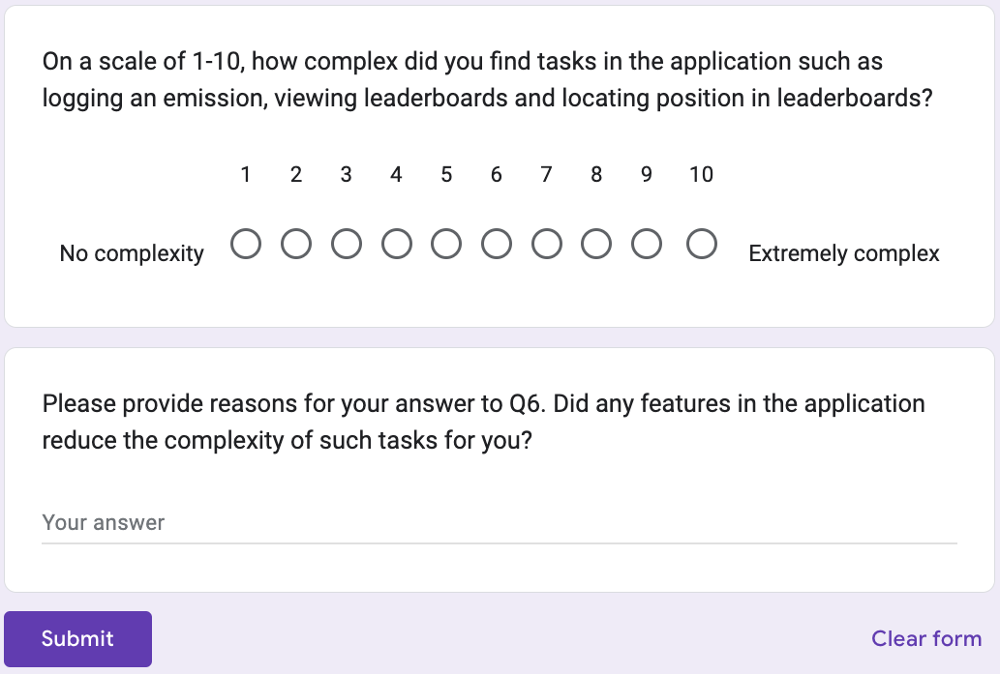 On a scale of 1-10, how complex did you find tasks in the application such as
logging an emission, viewing leaderboards and locating position in leaderboards?
1 2 3 4 5 6 7 8 9 10
No complexity Extremely complex
Please provide reasons for your answer to Q6. Did any features in the application
reduce the complexity of such tasks for you?
Your answer
Submit Clear form